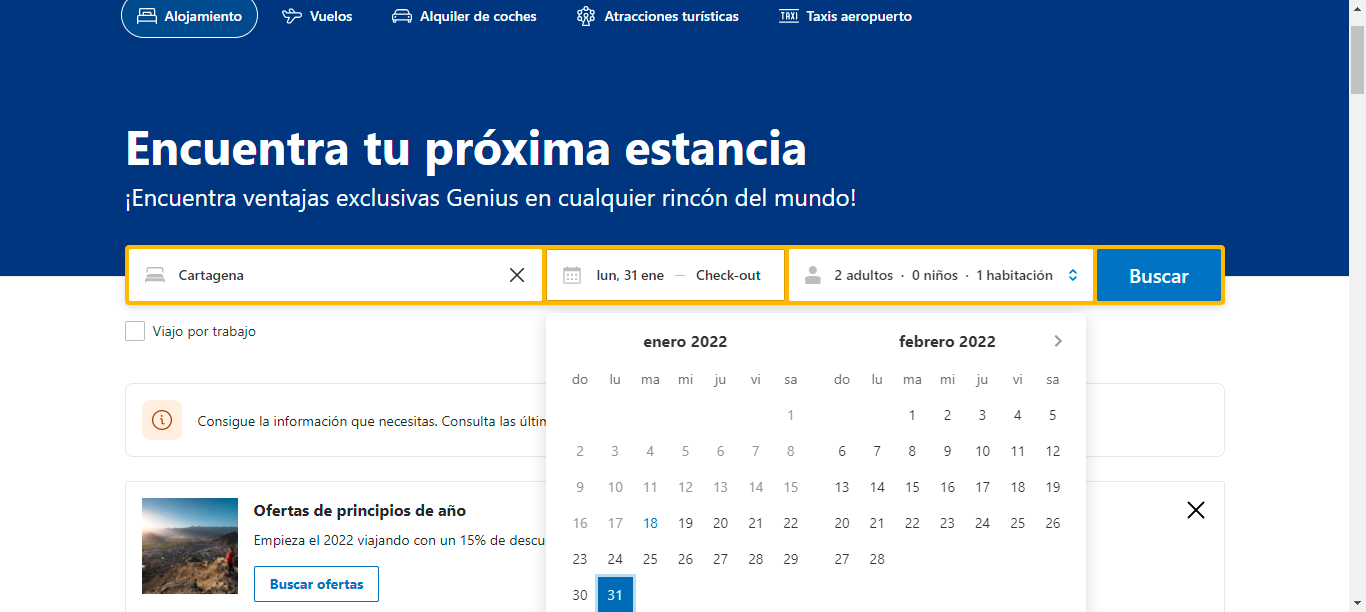 Alojamiento Vuelos Alquiler de coches Atracciones turísticas TAXI Taxis aeropuerto
Encuentra tu próxima estancia
¡Encuentra ventajas exclusivas Genius en cualquier rincón del mundo!
Cartagena lun, 31 ene — Check-out 2 adultos · 0 niños · 1 habitación Buscar
Viajo por trabajo
enero 2022 febrero 2022
do lu ma mi ju vi sa do lu ma mi ju vi sa
1 1 2 3 4 5
Consigue la información que necesitas. Consulta las últim
2 3 4 5 6 7 8 6 7 8 9 10 11 12
9 10 11 12 13 14 15 13 14 15 16 17 18 19
Ofertas de principios de año
16 17 18 19 20 21 22 20 21 22 23 24 25 26
Empieza el 2022 viajando con un 15% de descu
23 24 25 26 27 28 29 27 28
Buscar ofertas
30 31